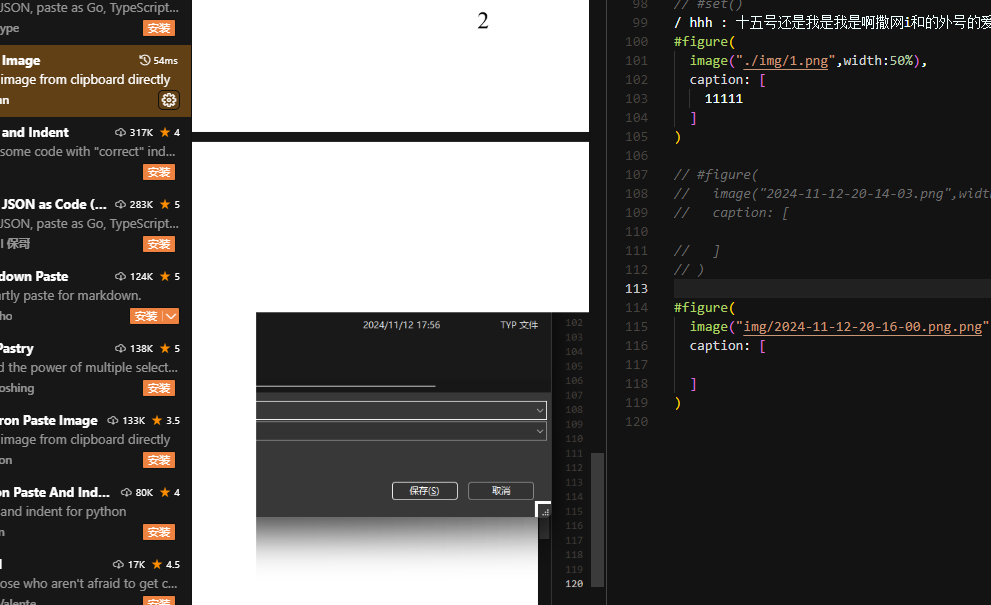 JSON, paste as Go, TypeScript...
ype
安装
Image
54ms
image from clipboard directly
an
and Indent
317K ★ 4
some code with "correct" ind...
安装
JSON as Code (...
283K ★ 5
JSON, paste as Go, TypeScript...
l 保哥
安装
down Paste
124K ★ 5
artly paste for markdown.
ho
安装
Pastry
138K ★ 5
d the power of multiple select...
oshing
安装
ron Paste Image
133K ★ 3.5
image from clipboard directly
on
安装
n Paste And Ind...
80K ★ 4
and indent for python
n
安装
17K ★ 4.5
ose who aren't afraid to get c...
Valente
安装
2
2024/11/12 17:56
TYP 文件
保存(S)
取消
102
103
104
105
106
107
108
109
110
111
112
113
114
115
116
117
118
119
120
98 // #set()
99 / hhh : 十五号还是我是我是啊撒网i和的外号的爱
100 #figure(
101 image("./img/1.png",width:50%),
102 caption: [
103 11111
104 ]
105 )
106
107 // #figure(
108 // image("2024-11-12-20-14-03.png",widt
109 // caption: [
110
111 // ]
112 // )
113
114 #figure(
115 image("img/2024-11-12-20-16-00.png.png"
116 caption: [
117
118 ]
119 )
120